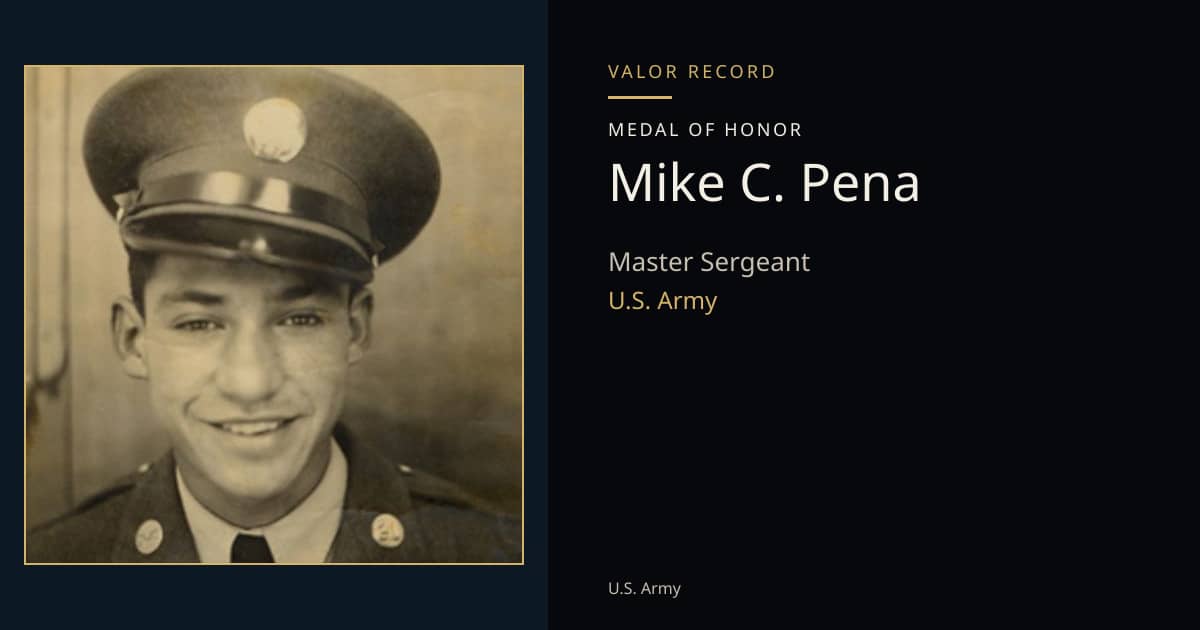 VALOR RECORD
MEDAL OF HONOR
Mike C. Pena
Master Sergeant
U.S. Army
U.S. Army